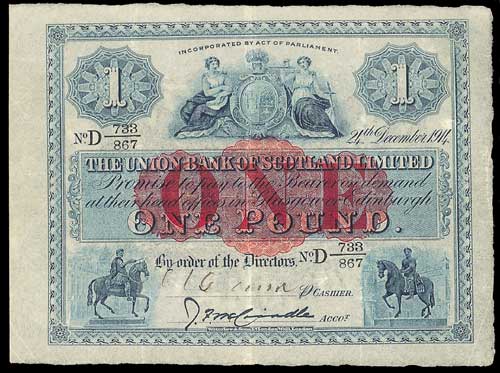 INCORPORATED BY ACT OF PARLIAMENT.
1 1
No. D 733/867
24th December 1914.
THE UNION BANK OF SCOTLAND LIMITED
Promise to pay to the Bearer on demand
at their head offices in Glasgow or Edinburgh
ONE
ONE POUND.
By order of the Directors. No. D 733/867
P CASHIER.
ACCOT.